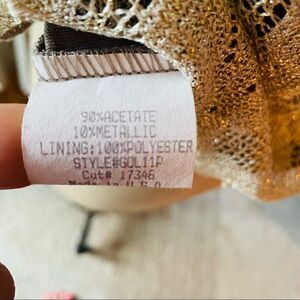 90%ACETATE
10%METALLIC
LINING:100%POLYESTER
STYLE#GOL11P
Cut# 17346
Made in U.S.A